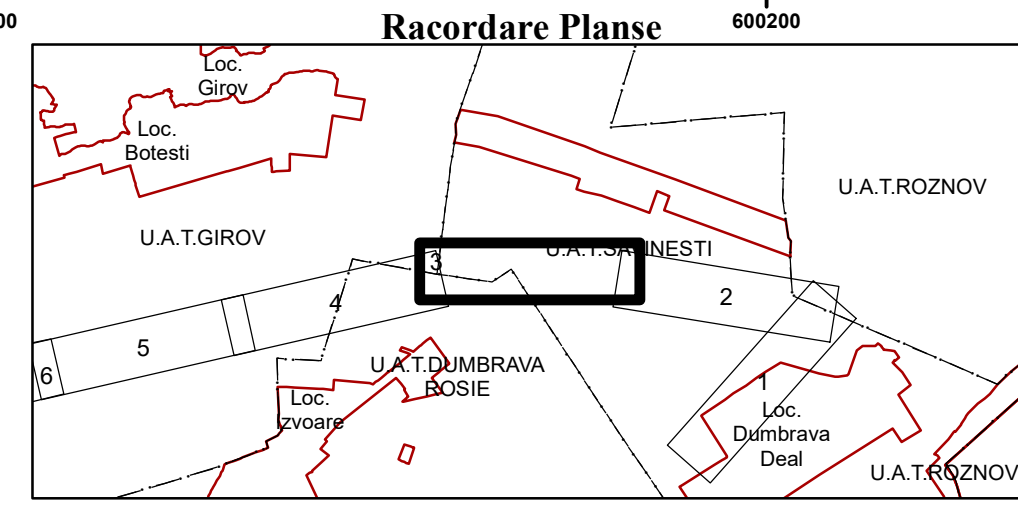 00
Racordare Planse
600200
Loc.
Girov
Loc.
Botesti
U.A.T.ROZNOV
U.A.T.GIROV
U.A.T.SAVINESTI
3
2
4
5
6
U.A.T.DUMBRAVA
ROSIE
1
Loc.
Izvoare
Loc.
Dumbrava
Deal
U.A.T.ROZNOV